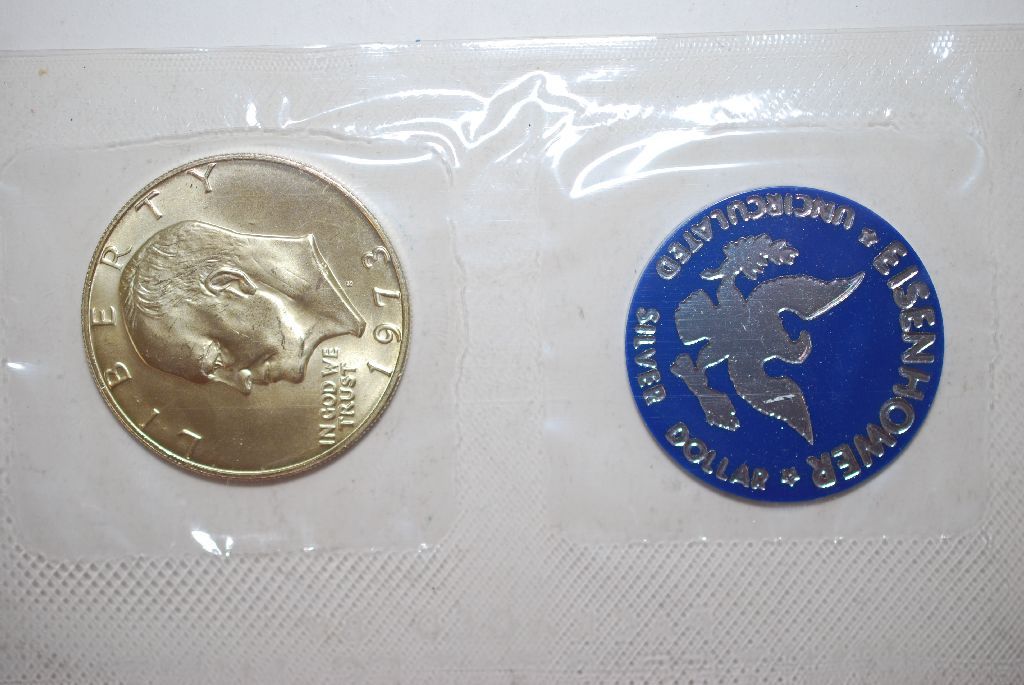 LIBERTY
IN GOD WE
TRUST
1973
EISENHOWER
★ UNCIRCULATED
SILVER
DOLLAR ★